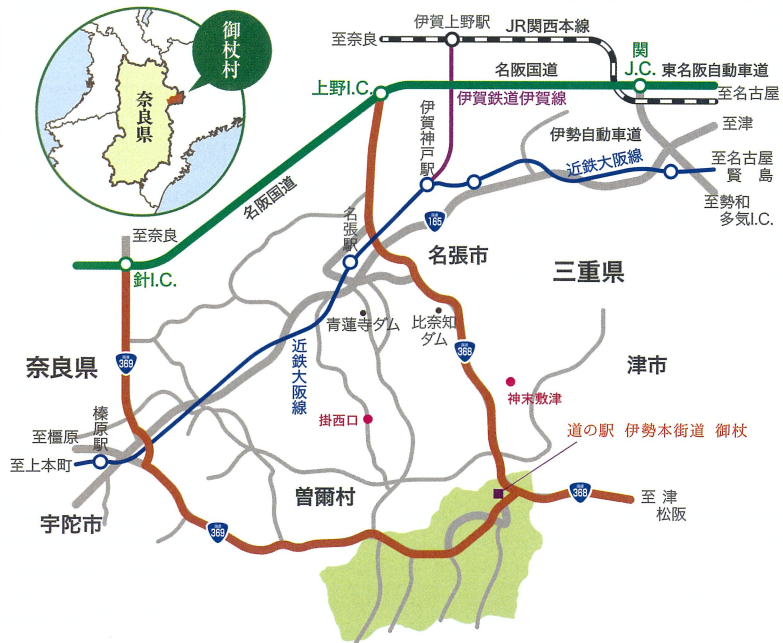 御杖村
奈良県
伊賀上野駅
至奈良
JR関西本線
関
J.C.
東名阪自動車道
名阪国道
上野I.C.
伊賀鉄道伊賀線
至名古屋
伊賀神戸駅
伊勢自動車道
至津
近鉄大阪線
至名古屋
賢島
至勢和
多気I.C.
名阪国道
名張駅
165
至奈良
針I.C.
名張市
三重県
青蓮寺ダム
比奈知
ダム
369
368
近鉄大阪線
奈良県
津市
神末敷津
掛西口
榛原駅
道の駅 伊勢本街道 御杖
至橿原
至上本町
曽爾村
368
至 津
松阪
宇陀市
369